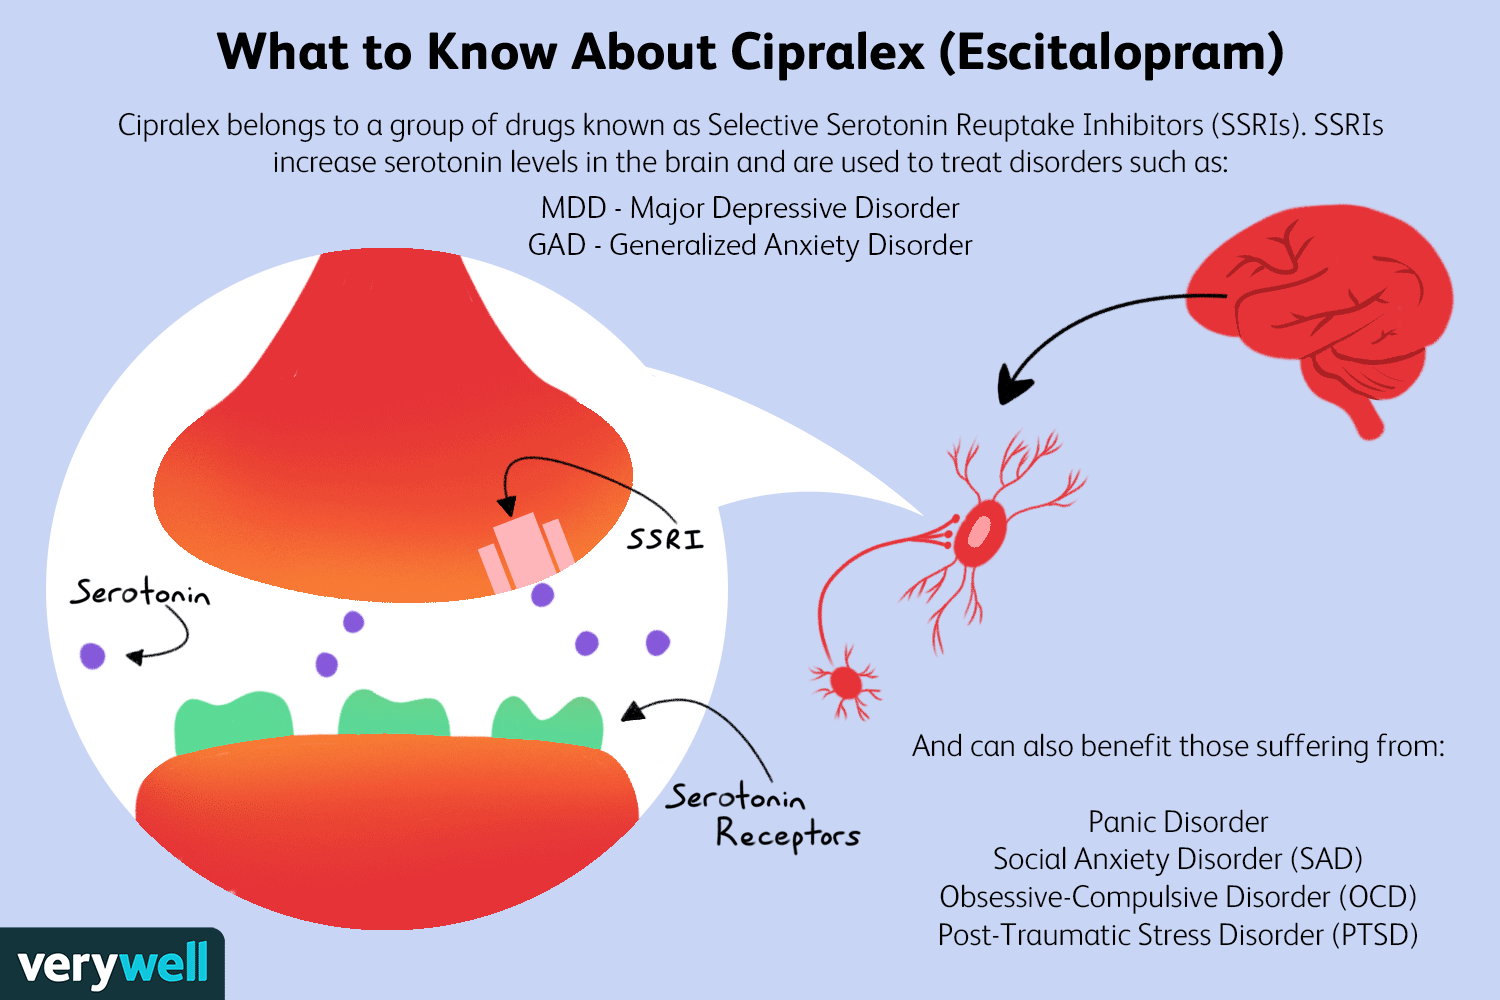 What to Know About Cipralex (Escitalopram)
Cipralex belongs to a group of drugs known as Selective Serotonin Reuptake Inhibitors (SSRIs). SSRIs
increase serotonin levels in the brain and are used to treat disorders such as:
MDD - Major Depressive Disorder
GAD - Generalized Anxiety Disorder
SSRI
Serotonin
Serotonin
Receptors
And can also benefit those suffering from:
Panic Disorder
Social Anxiety Disorder (SAD)
Obsessive-Compulsive Disorder (OCD)
Post-Traumatic Stress Disorder (PTSD)
verywell